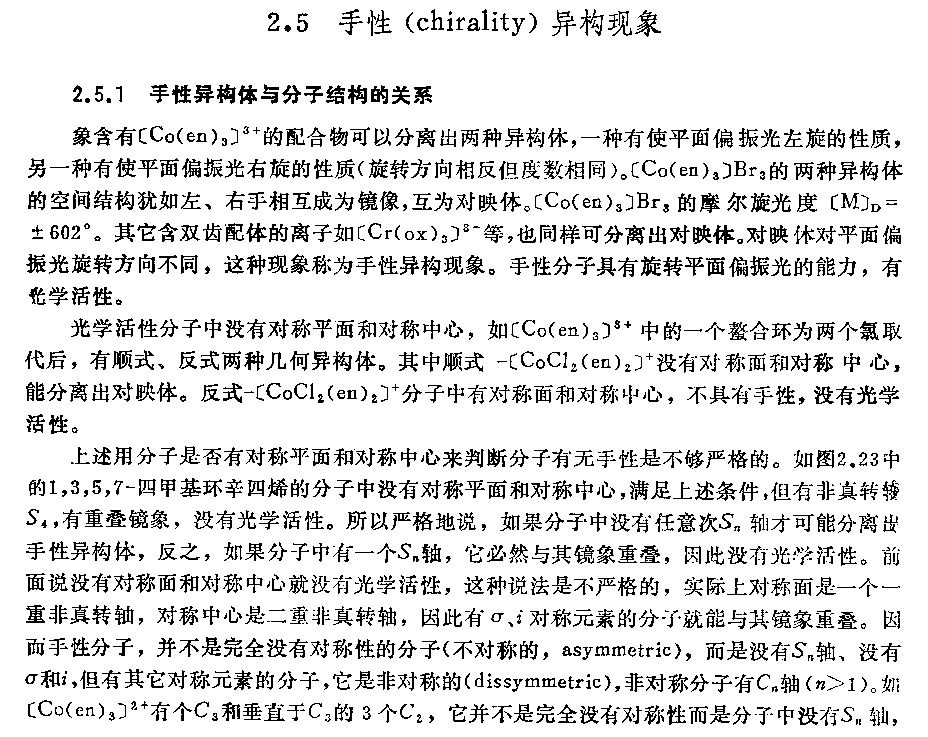 2.5 手性（chirality）异构现象
2.5.1 手性异构体与分子结构的关系
象含有〔Co(en)₃〕³⁺的配合物可以分离出两种异构体，一种有使平面偏振光左旋的性质，
另一种有使平面偏振光右旋的性质（旋转方向相反但度数相同）。〔Co(en)₃〕Br₃的两种异构体
的空间结构犹如左、右手相互成为镜像，互为对映体。〔Co(en)₃〕Br₃的摩尔旋光度〔M〕D＝
±602°。其它含双齿配体的离子如〔Cr(ox)₃〕³⁻等，也同样可分离出对映体。对映体对平面偏
振光旋转方向不同，这种现象称为手性异构现象。手性分子具有旋转平面偏振光的能力，有
光学活性。
光学活性分子中没有对称平面和对称中心，如〔Co(en)₃〕³⁺中的一个螯合环为两个氯取
代后，有顺式、反式两种几何异构体。其中顺式-〔CoCl₂(en)₂〕⁺没有对称面和对称中心，
能分离出对映体。反式-〔CoCl₂(en)₂〕⁺分子中有对称面和对称中心，不具有手性，没有光学
活性。
上述用分子是否有对称平面和对称中心来判断分子有无手性是不够严格的。如图2.23中
的1,3,5,7-四甲基环辛四烯的分子中没有对称平面和对称中心，满足上述条件，但有非真转轴
S₄，有重叠镜象，没有光学活性。所以严格地说，如果分子中没有任意次Sₙ轴才可能分离出
手性异构体，反之，如果分子中有一个Sₙ轴，它必然与其镜象重叠，因此没有光学活性。前
面说没有对称面和对称中心就没有光学活性，这种说法是不严格的，实际上对称面是一个一
重非真转轴，对称中心是二重非真转轴，因此有σ、i对称元素的分子就能与其镜象重叠。因
而手性分子，并不是完全没有对称性的分子（不对称的，asymmetric），而是没有Sₙ轴、没有
σ和i，但有其它对称元素的分子，它是非对称的（dissymmetric），非对称分子有Cₙ轴（n＞1）。如
〔Co(en)₃〕³⁺有个C₃和垂直于C₃的3个C₂，它并不是完全没有对称性而是分子中没有Sₙ轴，